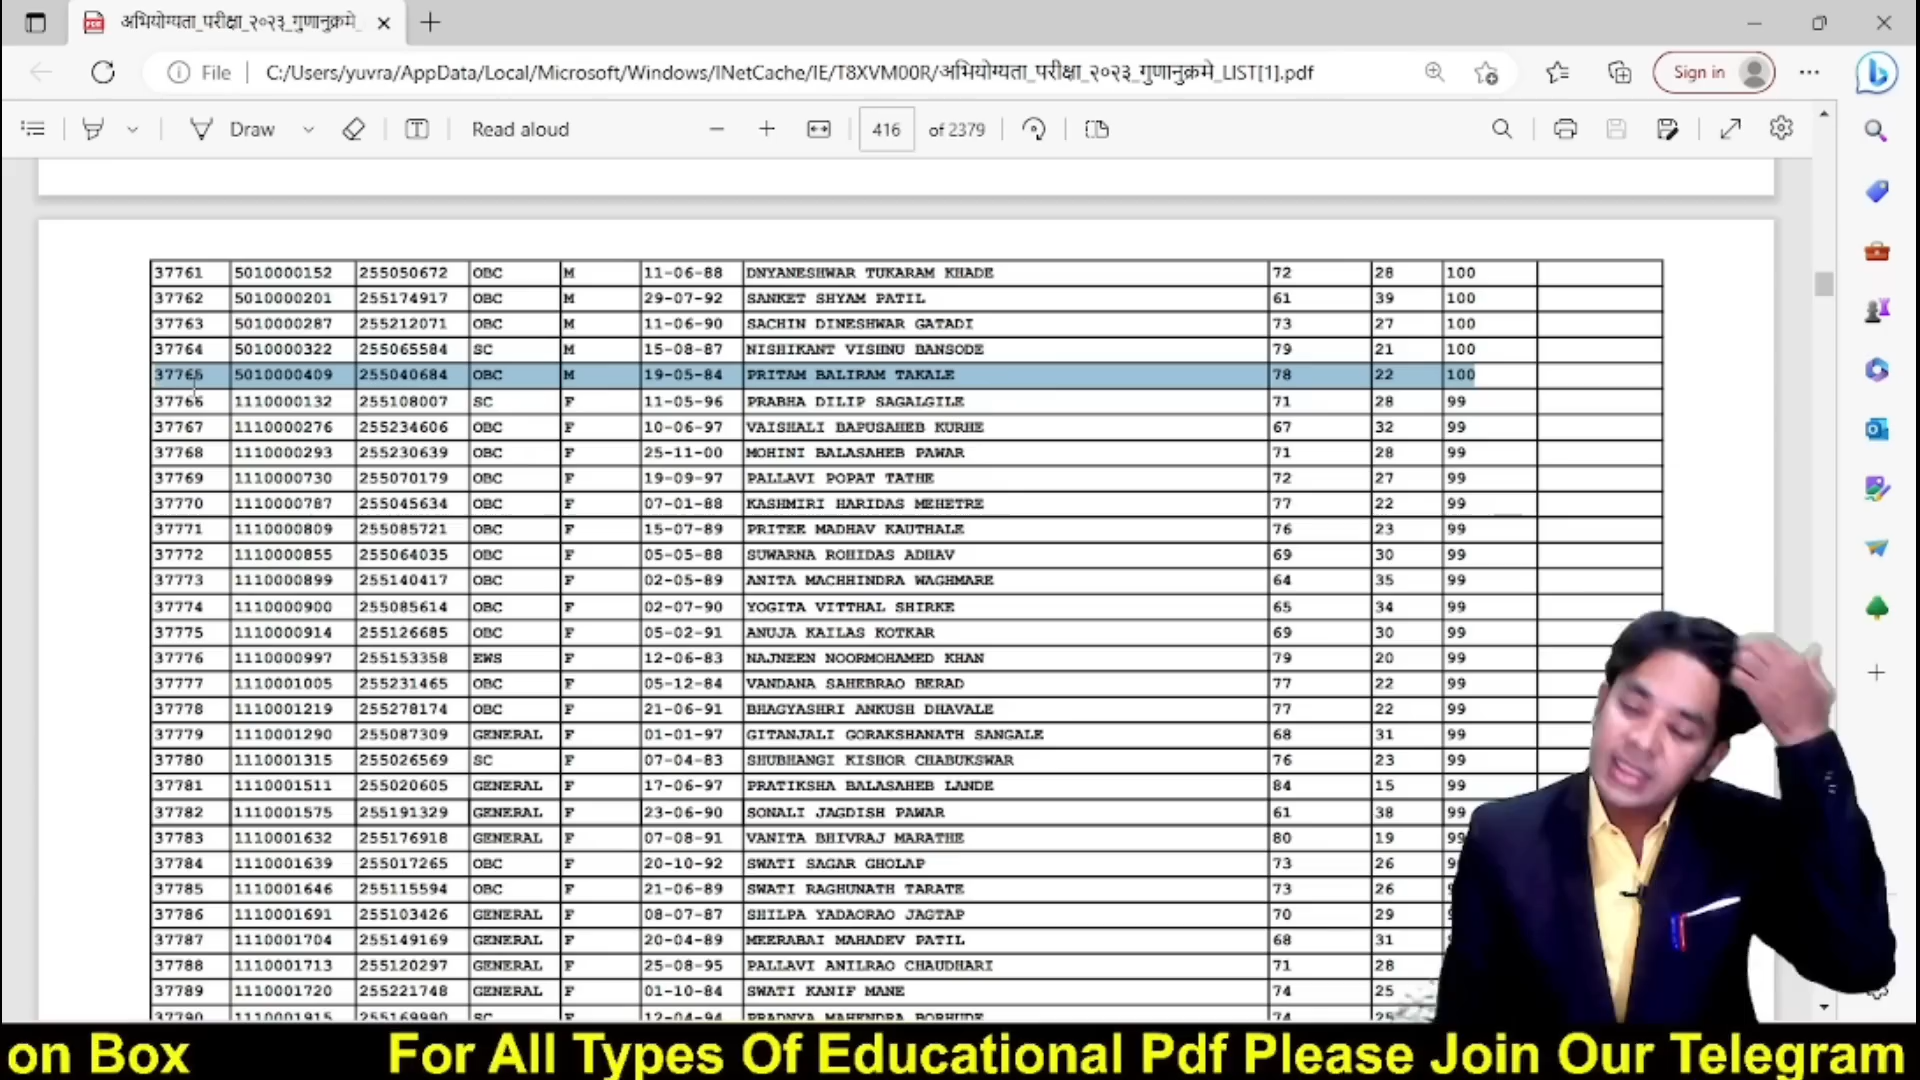 अभियोग्यता_परीक्षा_२०२३_गुणानुक्रमे_
File C:/Users/yuvra/AppData/Local/Microsoft/Windows/INetCache/IE/T8XVM00R/अभियोग्यता_परीक्षा_२०२३_गुणानुक्रमे_LIST[1].pdf Sign in
Draw Read aloud 416 of 2379
37761 5010000152 255050672 OBC M 11-06-88 DNYANESHWAR TUKARAM KHADE 72 28 100
37762 5010000201 255174917 OBC M 29-07-92 SANKET SHYAM PATIL 61 39 100
37763 5010000287 255212071 OBC M 11-06-90 SACHIN DINESHWAR GATADI 73 27 100
37764 5010000322 255065584 SC M 15-08-87 NISHIKANT VISHNU BANSODE 79 21 100
37765 5010000409 255040684 OBC M 19-05-84 PRITAM BALIRAM TAKALE 78 22 100
37766 1110000132 255108007 SC F 11-05-96 PRABHA DILIP SAGALGILE 71 28 99
37767 1110000276 255234606 OBC F 10-06-97 VAISHALI BAPUSAHEB KURHE 67 32 99
37768 1110000293 255230639 OBC F 25-11-00 MOHINI BALASAHEB PAWAR 71 28 99
37769 1110000730 255070179 OBC F 19-09-97 PALLAVI POPAT TATHE 72 27 99
37770 1110000787 255045634 OBC F 07-01-88 KASHMIRI HARIDAS MEHETRE 77 22 99
37771 1110000809 255085721 OBC F 15-07-89 PRITEE MADHAV KAUTHALE 76 23 99
37772 1110000855 255064035 OBC F 05-05-88 SUWARNA ROHIDAS ADHAV 69 30 99
37773 1110000899 255140417 OBC F 02-05-89 ANITA MACHHINDRA WAGHMARE 64 35 99
37774 1110000900 255085614 OBC F 02-07-90 YOGITA VITTHAL SHIRKE 65 34 99
37775 1110000914 255126685 OBC F 05-02-91 ANUJA KAILAS KOTKAR 69 30 99
37776 1110000997 255153358 EWS F 12-06-83 NAJNEEN NOORMOHAMED KHAN 79 20 99
37777 1110001005 255231465 OBC F 05-12-84 VANDANA SAHEBRAO BERAD 77 22 99
37778 1110001219 255278174 OBC F 21-06-91 BHAGYASHRI ANKUSH DHAVALE 77 22 99
37779 1110001290 255087309 GENERAL F 01-01-97 GITANJALI GORAKSHANATH SANGALE 68 31 99
37780 1110001315 255026569 SC F 07-04-83 SHUBHANGI KISHOR CHABUKSWAR 76 23 99
37781 1110001511 255020605 GENERAL F 17-06-97 PRATIKSHA BALASAHEB LANDE 84 15 99
37782 1110001575 255191329 GENERAL F 23-06-90 SONALI JAGDISH PAWAR 61 38 99
37783 1110001632 255176918 GENERAL F 07-08-91 VANITA BHIVRAJ MARATHE 80 19 99
37784 1110001639 255017265 OBC F 20-10-92 SWATI SAGAR GHOLAP 73 26
37785 1110001646 255115594 OBC F 21-06-89 SWATI RAGHUNATH TARATE 73 26
37786 1110001691 255103426 GENERAL F 08-07-87 SHILPA YADAORAO JAGTAP 70 29
37787 1110001704 255149169 GENERAL F 20-04-89 MEERABAI MAHADEV PATIL 68 31
37788 1110001713 255120297 GENERAL F 25-08-95 PALLAVI ANILRAO CHAUDHARI 71 28
37789 1110001720 255221748 GENERAL F 01-10-84 SWATI KANIF MANE 74 25
37790 1110001915 255169990 SC F 12-04-94 PRADNYA MAHENDRA BORHUDE 74 25
on Box For All Types Of Educational Pdf Please Join Our Telegram